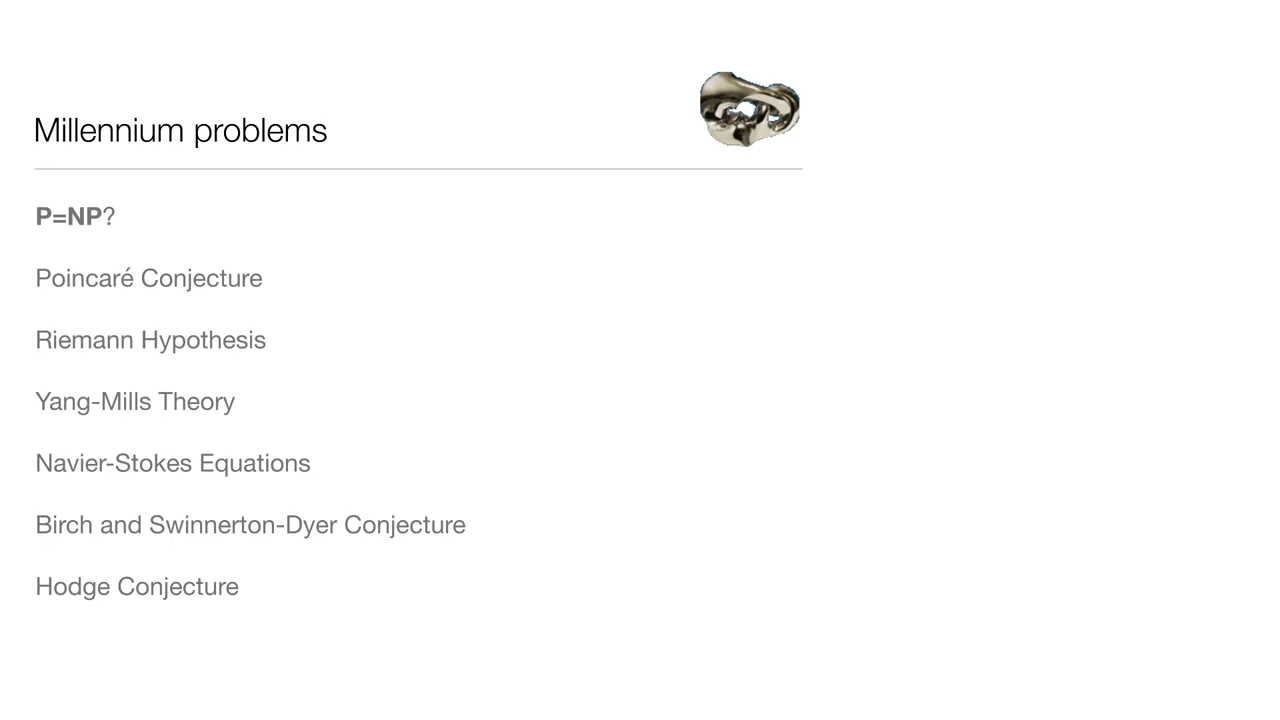 Millennium problems
P=NP?
Poincaré Conjecture
Riemann Hypothesis
Yang-Mills Theory
Navier-Stokes Equations
Birch and Swinnerton-Dyer Conjecture
Hodge Conjecture